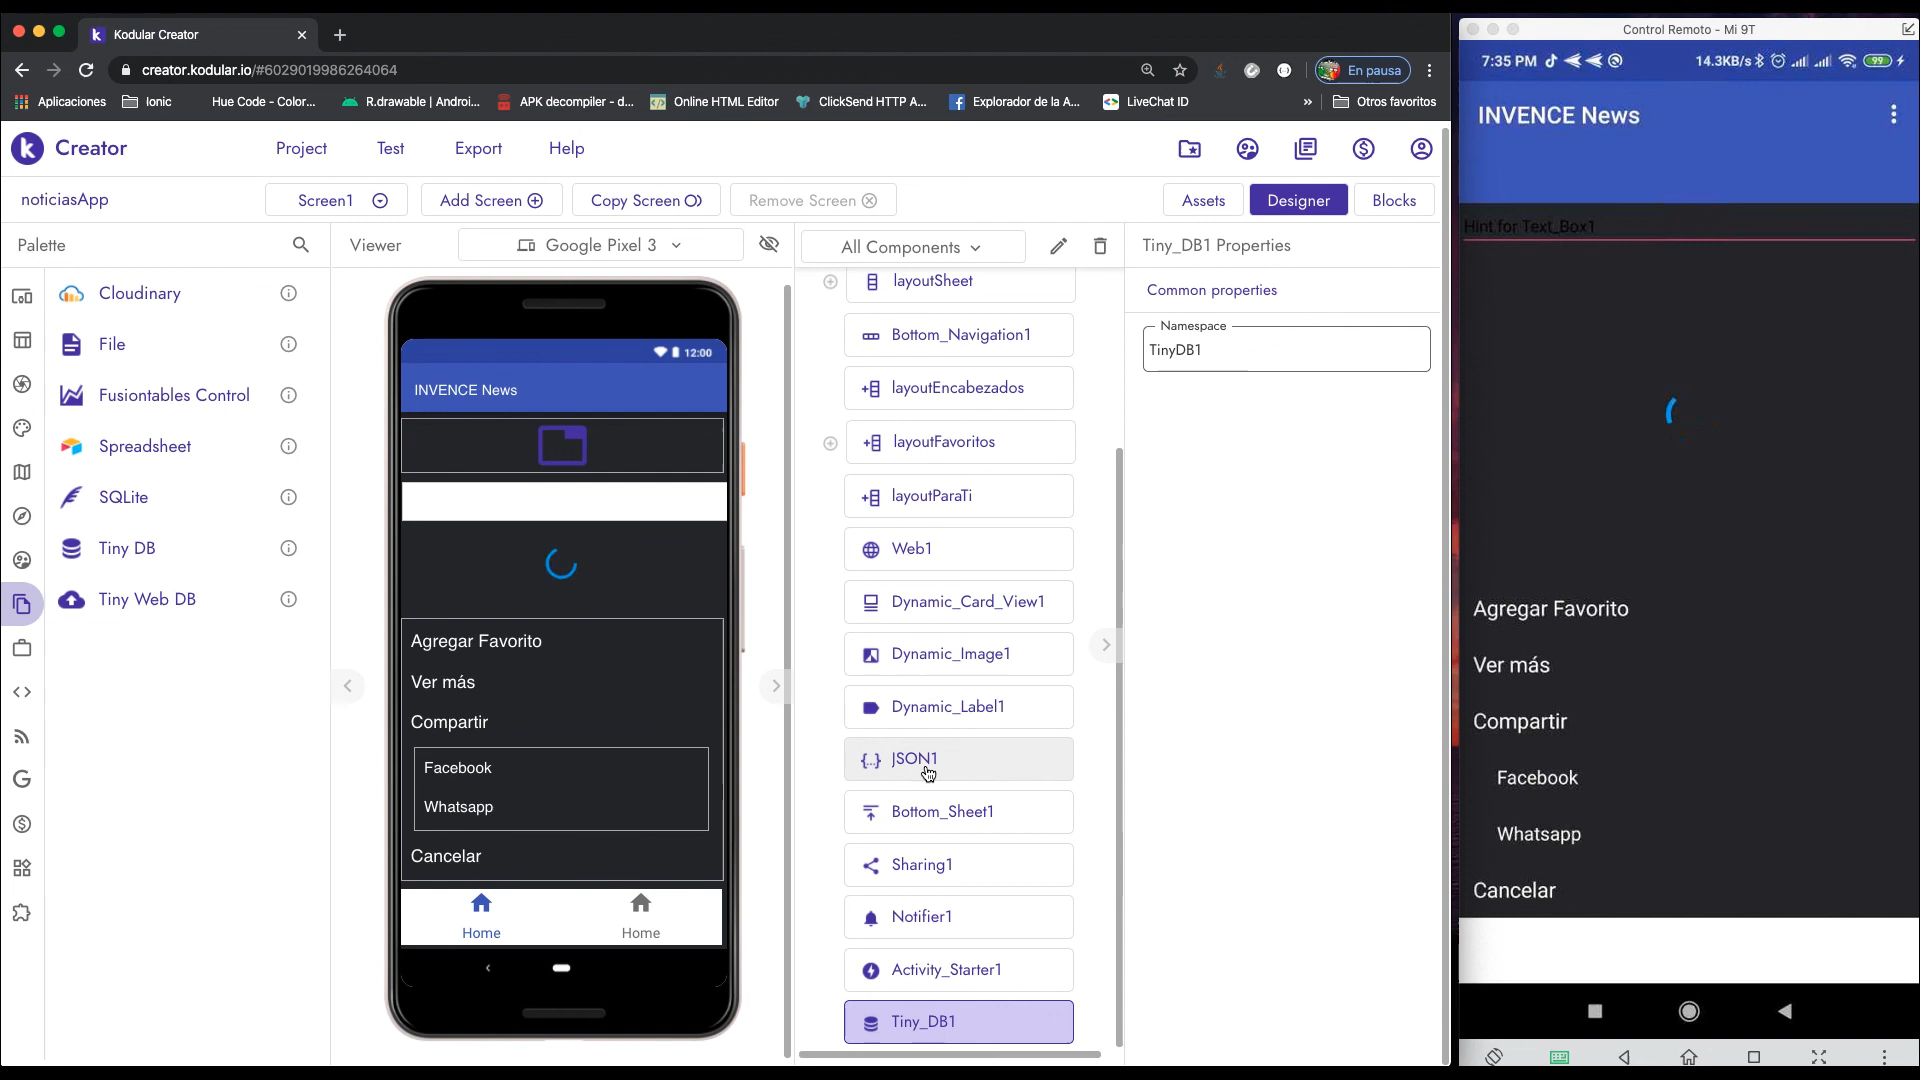 Kodular Creator
Control Remoto - Mi 9T
creator.kodular.io/#6029019986264064
En pausa
Aplicaciones
Ionic
Hue Code - Color...
R.drawable | Androi...
APK decompiler - d...
Online HTML Editor
ClickSend HTTP A...
Explorador de la A...
LiveChat ID
»
Otros favoritos
7:35 PM
14.3KB/s
99
INVENCE News
k Creator
Project
Test
Export
Help
noticiasApp
Screen1
Add Screen
Copy Screen
Remove Screen
Assets
Designer
Blocks
Palette
Viewer
Google Pixel 3
All Components
Tiny_DB1 Properties
Cloudinary
File
Fusiontables Control
Spreadsheet
SQLite
Tiny DB
Tiny Web DB
12:00
INVENCE News
Agregar Favorito
Ver más
Compartir
Facebook
Whatsapp
Cancelar
Home
Home
layoutSheet
Bottom_Navigation1
layoutEncabezados
layoutFavoritos
layoutParaTi
Web1
Dynamic_Card_View1
Dynamic_Image1
Dynamic_Label1
JSON1
Bottom_Sheet1
Sharing1
Notifier1
Activity_Starter1
Tiny_DB1
Common properties
Namespace
TinyDB1
Hint for Text_Box1
Agregar Favorito
Ver más
Compartir
Facebook
Whatsapp
Cancelar